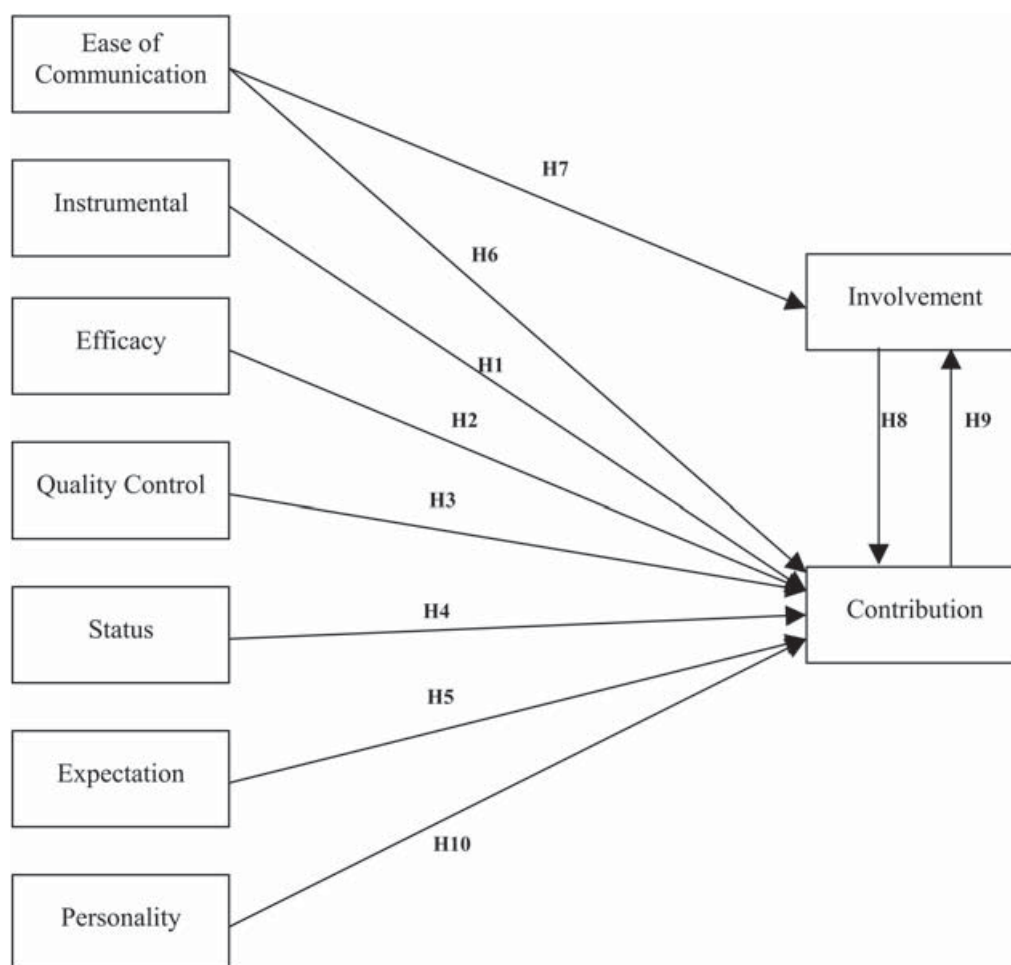 Ease of
Communication
H7
Instrumental
H6
Involvement
Efficacy
H1
H2
H8
H9
Quality Control
H3
Status
H4
Contribution
Expectation
H5
H10
Personality